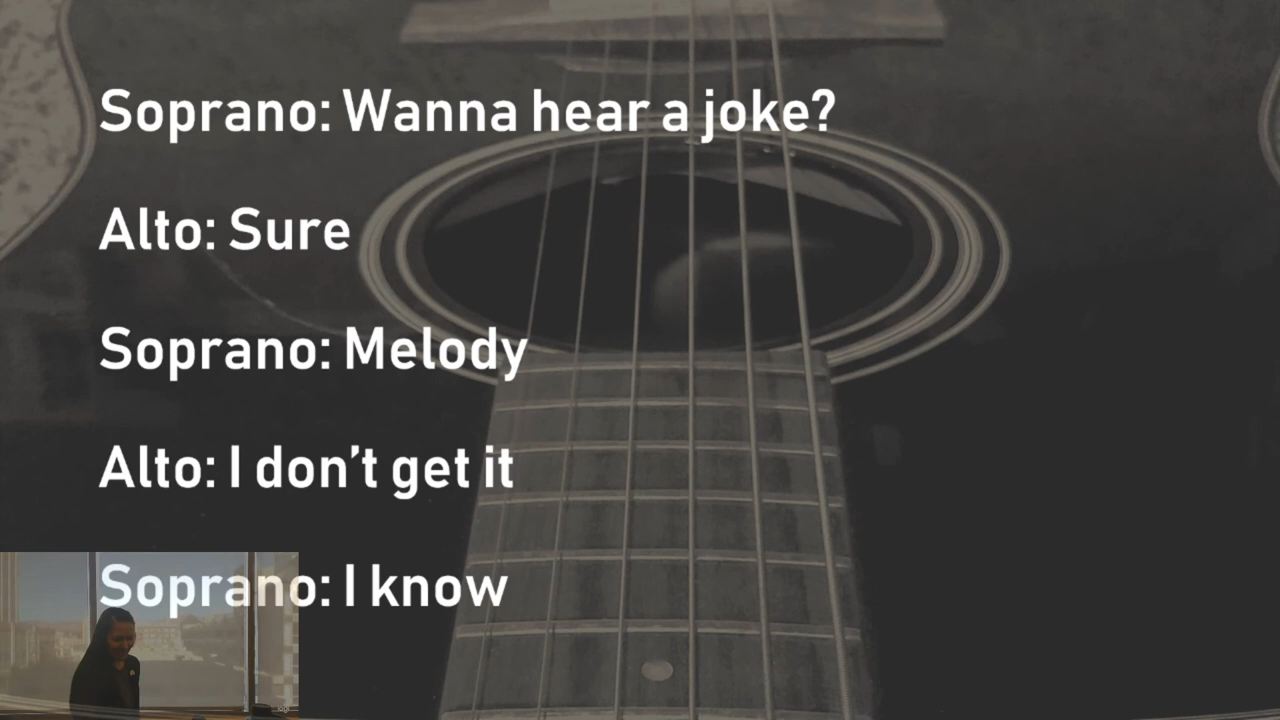 Soprano: Wanna hear a joke?
Alto: Sure
Soprano: Melody
Alto: I don't get it
Soprano: I know